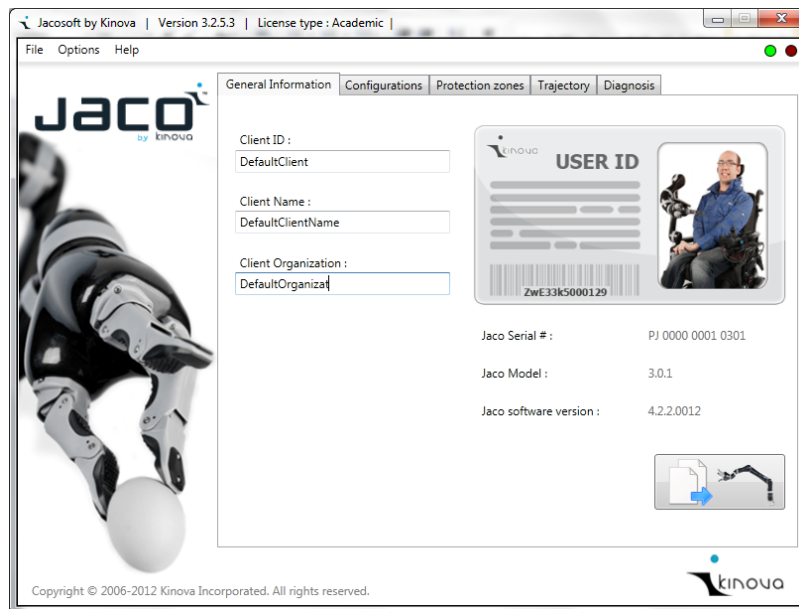 Jacosoft by Kinova | Version 3.2.5.3 | License type : Academic |
File Options Help
General Information Configurations Protection zones Trajectory Diagnosis
Jaco
by kinova
Client ID :
DefaultClient
Client Name :
DefaultClientName
Client Organization :
DefaultOrganizat
kinova
USER ID
ZwE33k5000129
Jaco Serial # : PJ 0000 0001 0301
Jaco Model : 3.0.1
Jaco software version : 4.2.2.0012
Copyright © 2006-2012 Kinova Incorporated. All rights reserved.
kinova